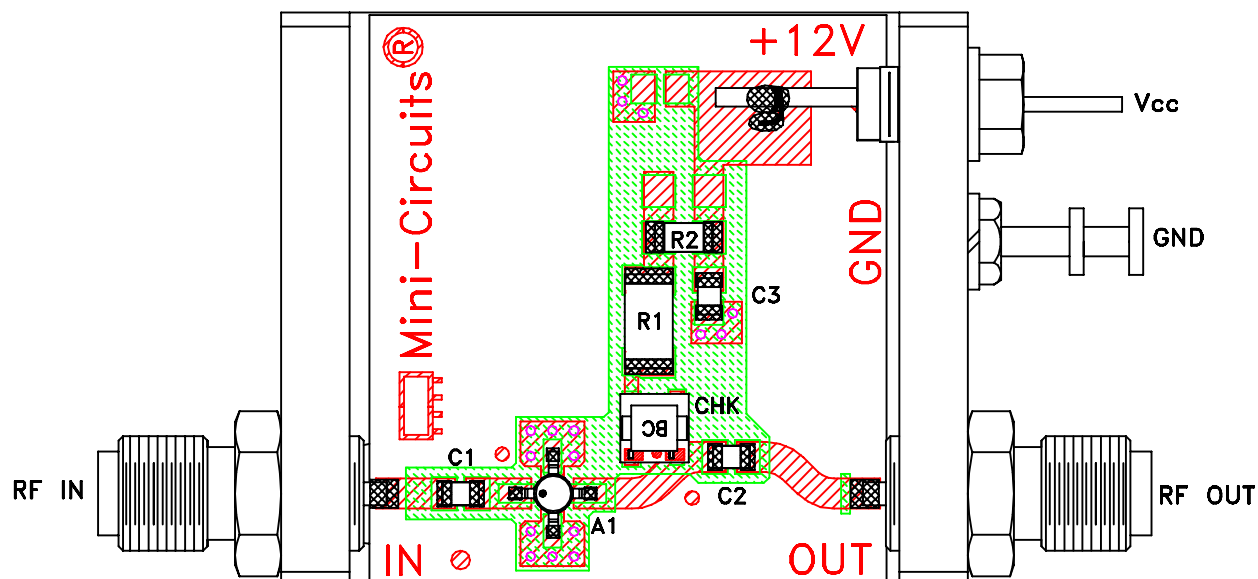 Mini-Circuits®
+12V
Vcc
GND
GND
R2
C3
R1
CHK
BC
C1
C2
A1
RF IN
RF OUT
IN
OUT